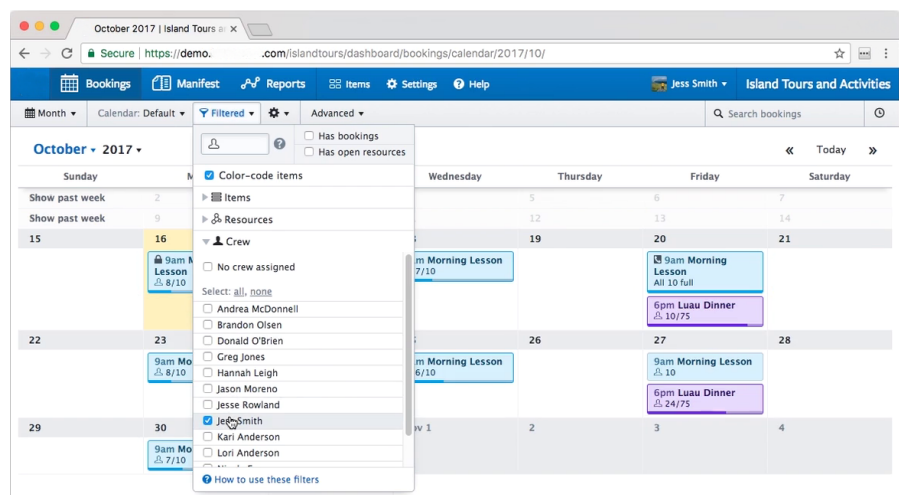 October 2017 | Island Tours a
Secure https://demo. .com/islandtours/dashboard/bookings/calendar/2017/10/
Bookings Manifest Reports Items Settings Help Jess Smith Island Tours and Activities
Month Calendar: Default Filtered Advanced Search bookings
Has bookings
Has open resources
October 2017 Today
Color-code items
Sunday M Wednesday Thursday Friday Saturday
Show past week 2 Items 5 6 7
Show past week 9 Resources 12 13 14
15 16 Crew 19 20 21
9am M m Morning Lesson 9am Morning
Lesson No crew assigned 7/10 Lesson
8/10 All 10 full
Select: all, none
Andrea McDonnell 6pm Luau Dinner
Brandon Olsen 10/75
22 23 Donald O'Brien 26 27 28
9am Mo Greg Jones m Morning Lesson 9am Morning Lesson
8/10 Hannah Leigh 6/10 10
Jason Moreno 6pm Luau Dinner
Jesse Rowland 24/75
29 30 Smith ov 1 2 3 4
Kari Anderson
9am Mo Lori Anderson
7/10
How to use these filters